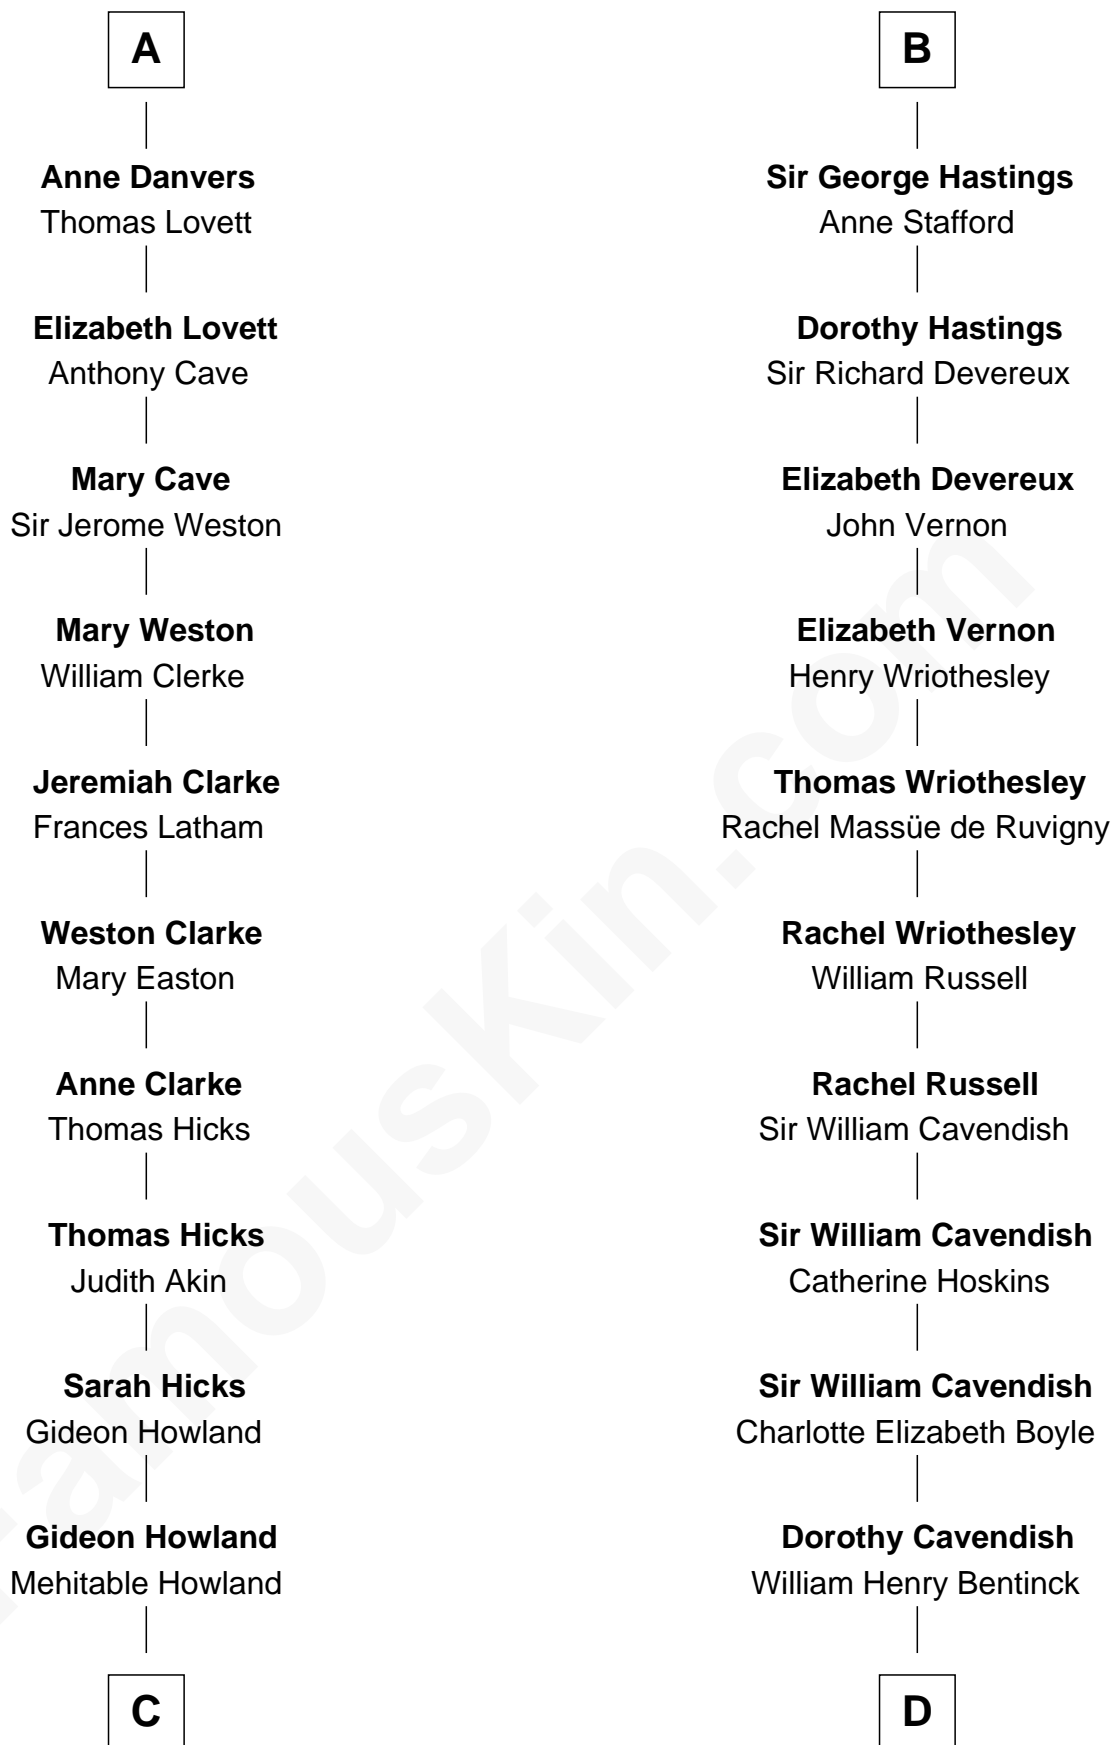 A
Anne Danvers
Thomas Lovett
Elizabeth Lovett
Anthony Cave
Mary Cave
Sir Jerome Weston
Mary Weston
William Clerke
Jeremiah Clarke
Frances Latham
Weston Clarke
Mary Easton
Anne Clarke
Thomas Hicks
Thomas Hicks
Judith Akin
Sarah Hicks
Gideon Howland
Gideon Howland
Mehitable Howland
C
B
Sir George Hastings
Anne Stafford
Dorothy Hastings
Sir Richard Devereux
Elizabeth Devereux
John Vernon
Elizabeth Vernon
Henry Wriothesley
Thomas Wriothesley
Rachel Massüe de Ruvigny
Rachel Wriothesley
William Russell
Rachel Russell
Sir William Cavendish
Sir William Cavendish
Catherine Hoskins
Sir William Cavendish
Charlotte Elizabeth Boyle
Dorothy Cavendish
William Henry Bentinck
D
FamousKin.com